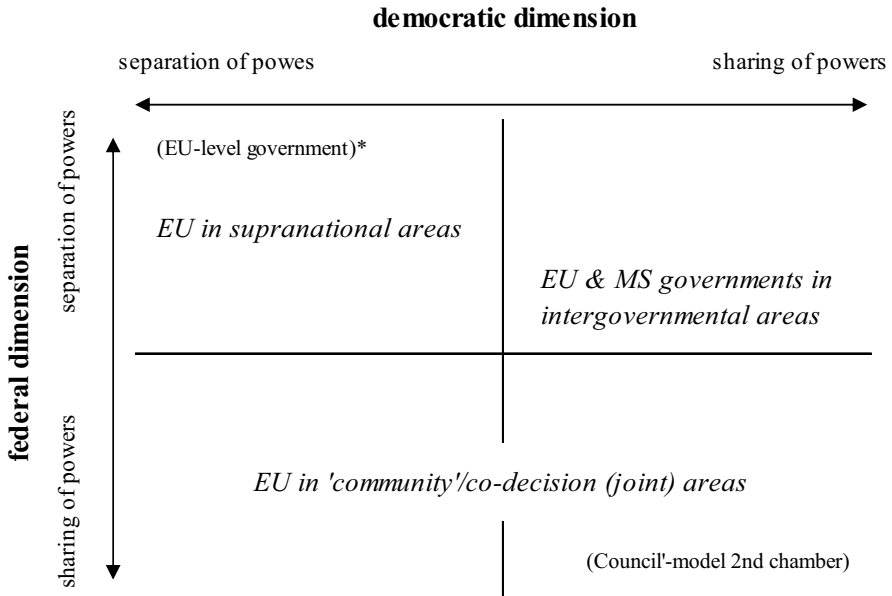 democratic dimension
separation of powes
sharing of powers
separation of powers
(EU-level government)*
EU in supranational areas
EU & MS governments in
intergovernmental areas
federal dimension
sharing of powers
EU in 'community'/co-decision (joint) areas
(Council'-model 2nd chamber)